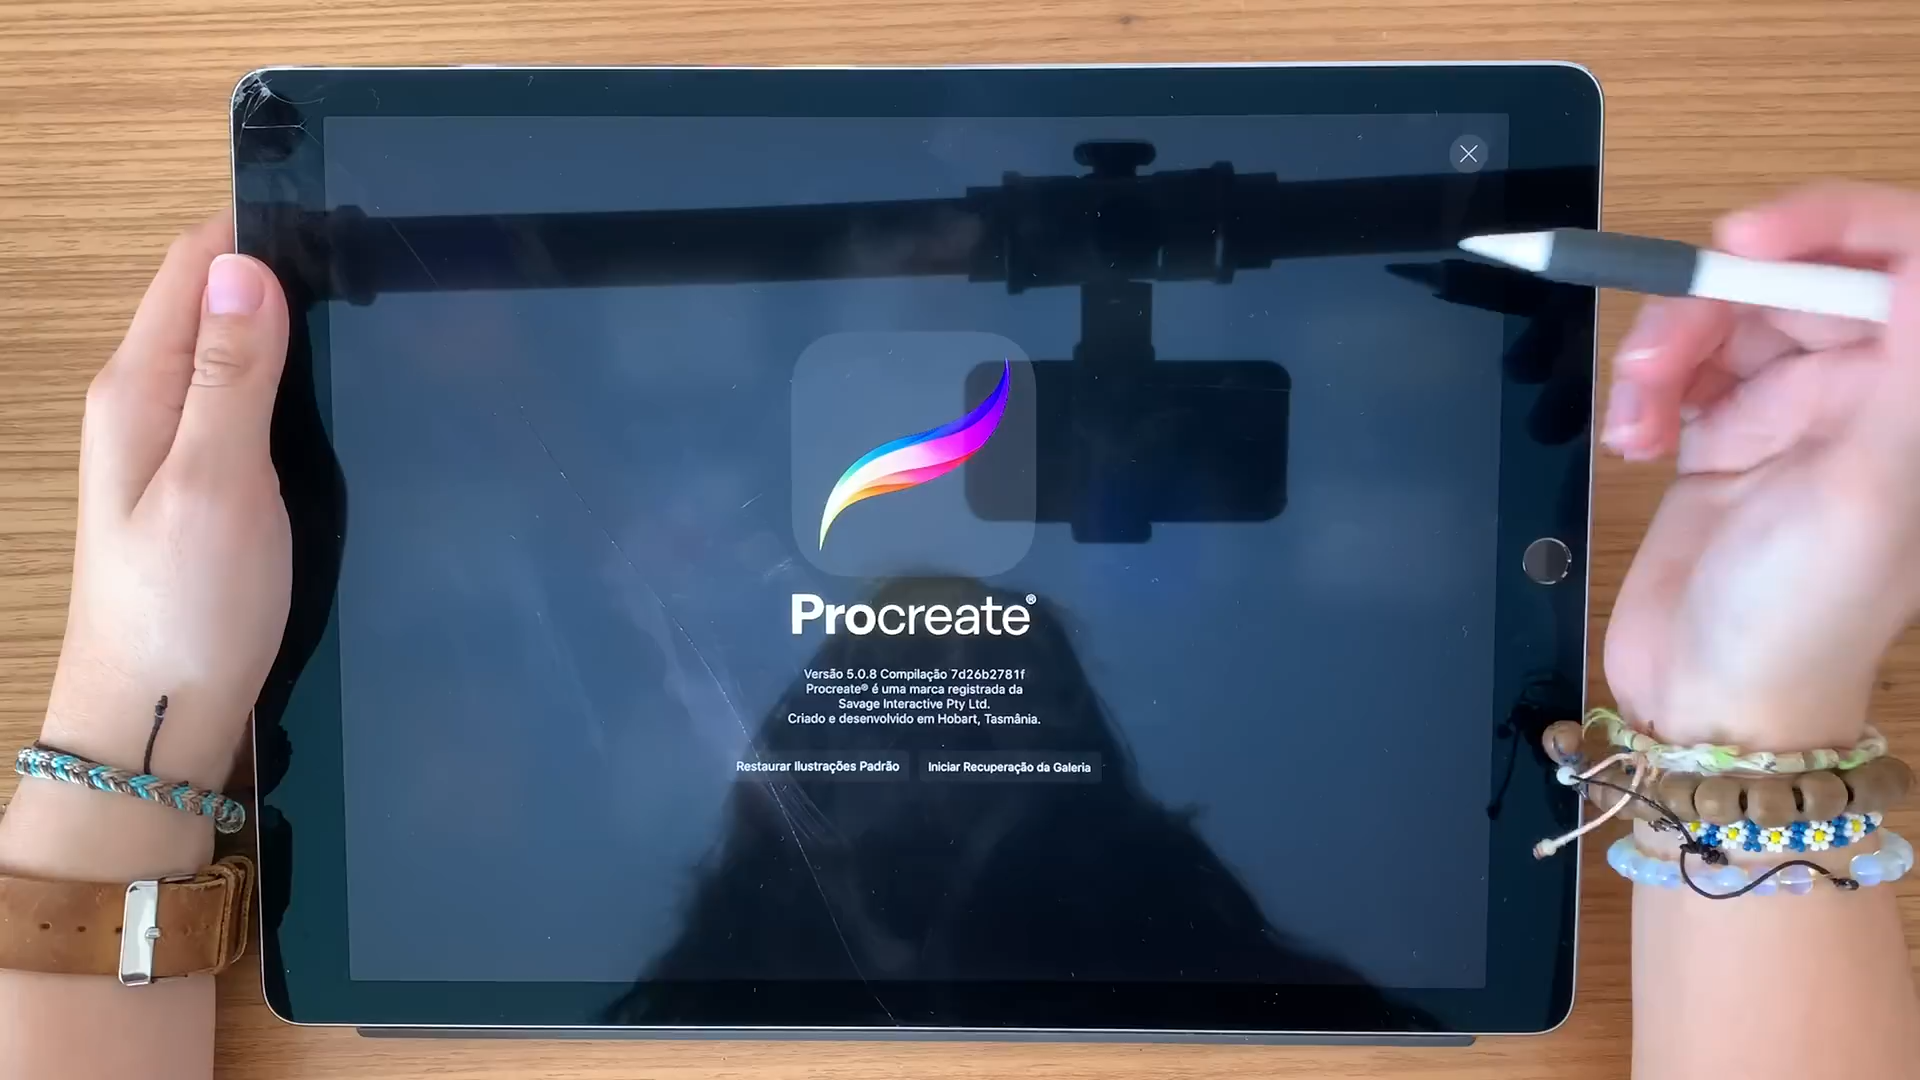 Procreate®
Versão 5.0.8 Compilação 7d26b2781f
Procreate® é uma marca registrada da
Savage Interactive Pty Ltd.
Criado e desenvolvido em Hobart, Tasmânia.
Restaurar Ilustrações Padrão
Iniciar Recuperação da Galeria